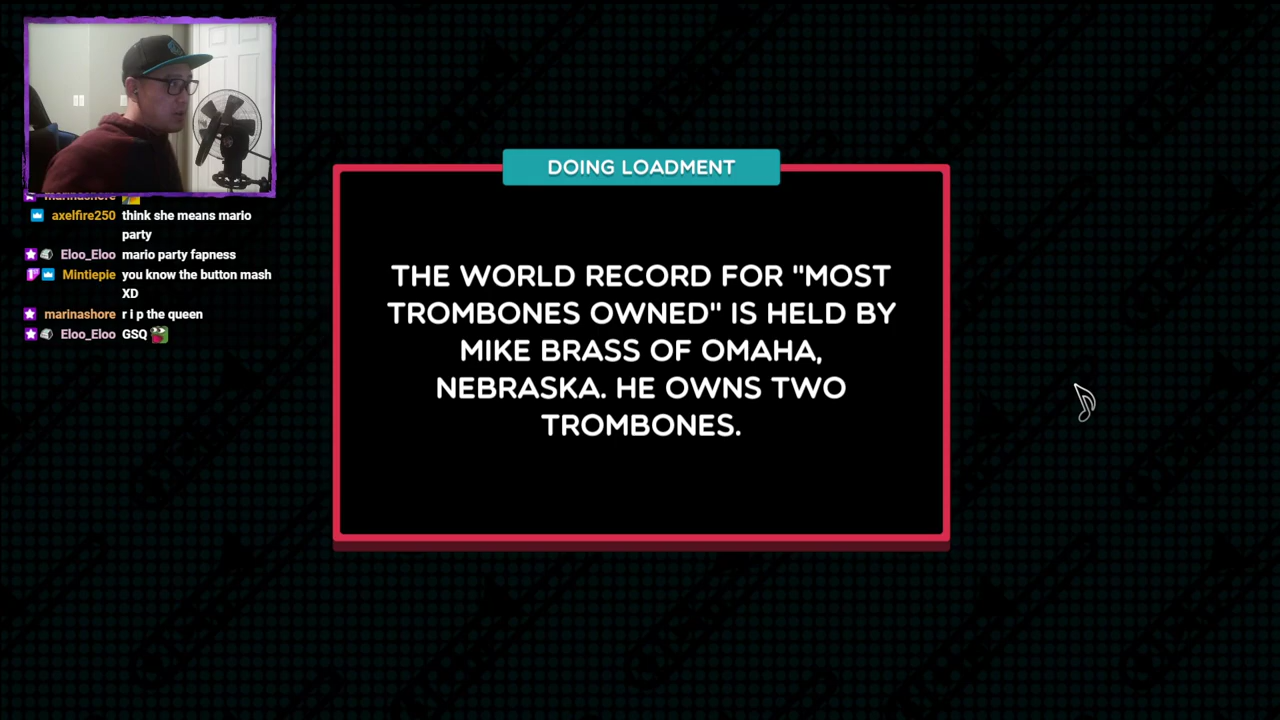 DOING LOADMENT
THE WORLD RECORD FOR "MOST
TROMBONES OWNED" IS HELD BY
MIKE BRASS OF OMAHA,
NEBRASKA. HE OWNS TWO
TROMBONES.
axelfire250 think she means mario
party
Eloo_Eloo mario party fapness
Mintiepie you know the button mash
XD
marinashore r i p the queen
Eloo_Eloo GSQ